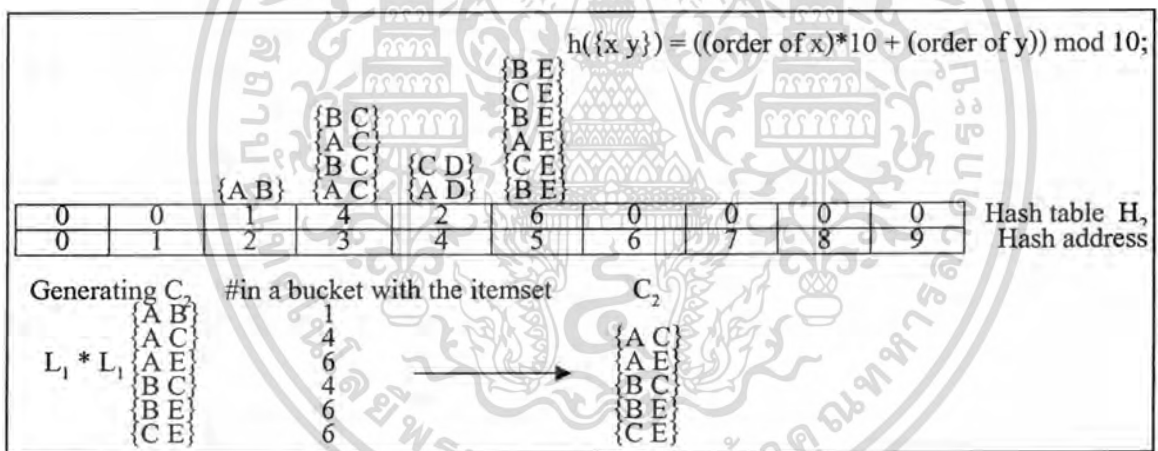 h({x y}) = ((order of x)*10 + (order of y)) mod 10;
{B E}
{C E}
{B C} {B E}
{A C} {A E}
{B C} {C D} {C E}
{A B} {A C} {A D} {B E}
0 0 1 4 2 6 0 0 0 0 Hash table H₂
0 1 2 3 4 5 6 7 8 9 Hash address
Generating C₂ #in a bucket with the itemset C₂
{A B} 1
{A C} 4 {A C}
L₁ * L₁ {A E} 6 {A E}
{B C} 4 {B C}
{B E} 6 {B E}
{C E} 6 {C E}